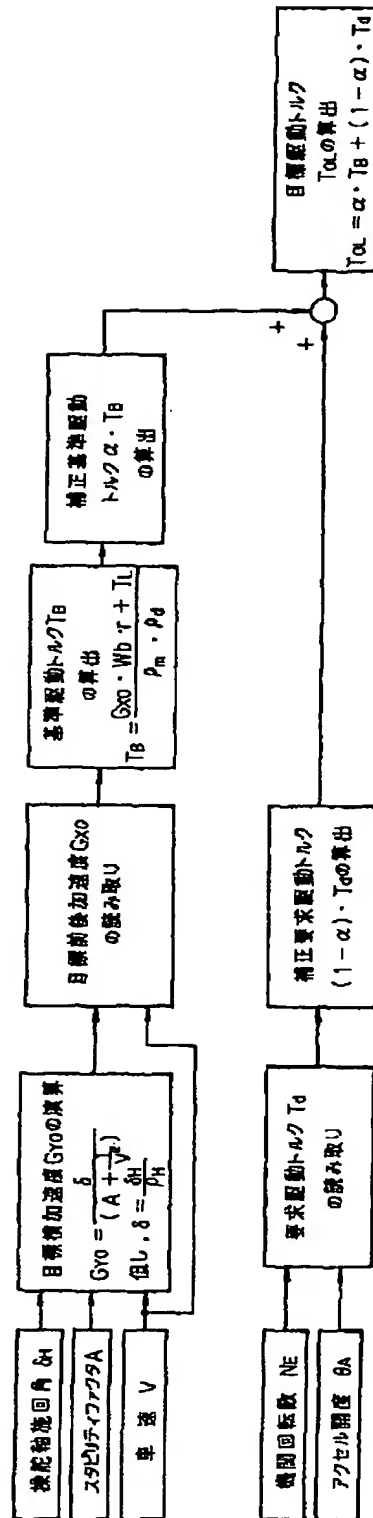 操舵軸旋回角 δH
スタビリティファクタA
車速 V
目標横加速度GYOの演算
GYO = δ / (A + 1/V²)
但し, δ = δH / ρH
目標前後加速度GXO
の読み取り
基準駆動トルクTB
の算出
TB = GXO・Wb・r + TL / ρm・ρd
補正基準駆動
トルクα・TB
の算出
機関回転数 NE
アクセル開度 θA
要求駆動トルク Td
の読み取り
補正要求駆動トルク
(1-α)・Tdの算出
+
+
目標駆動トルク
TOLの算出
TOL = α・TB + (1-α)・Td